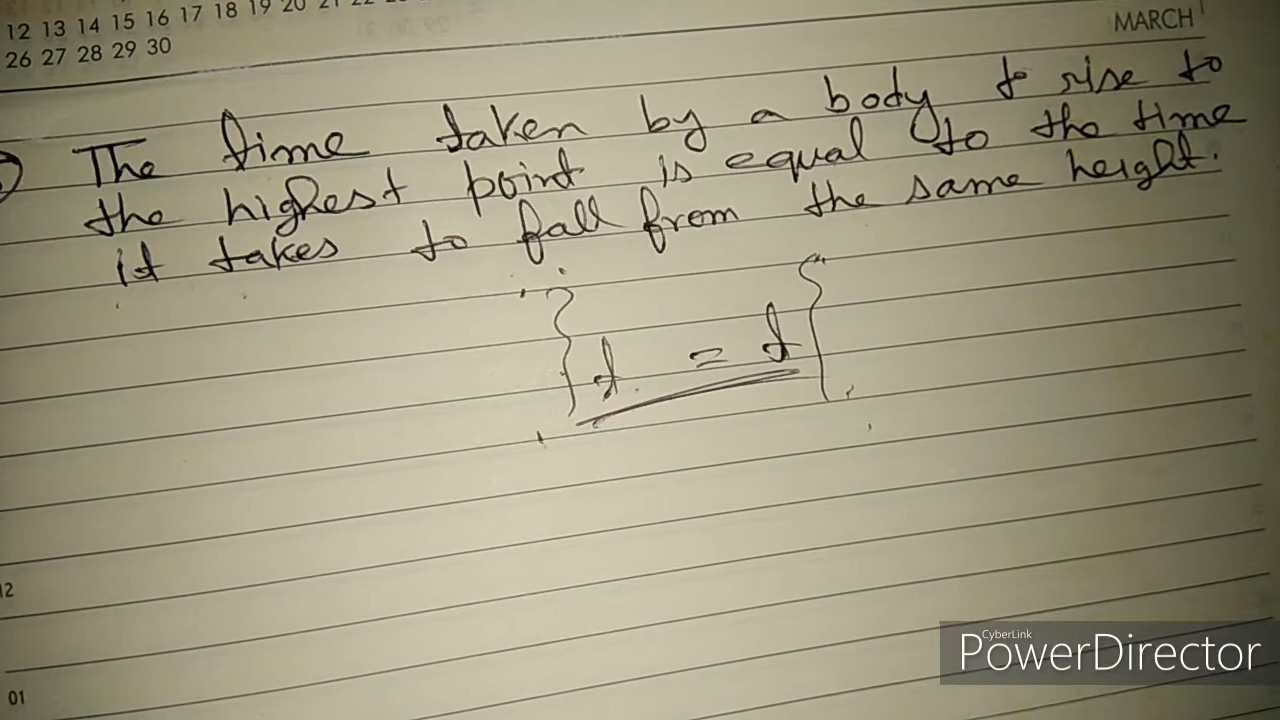 12 13 14 15 16 17 18 19 20 21 22
26 27 28 29 30
MARCH
The time taken by a body to rise to
the highest point is equal to the time
it takes to fall from the same height.
t = t
12
01
CyberLink
PowerDirector